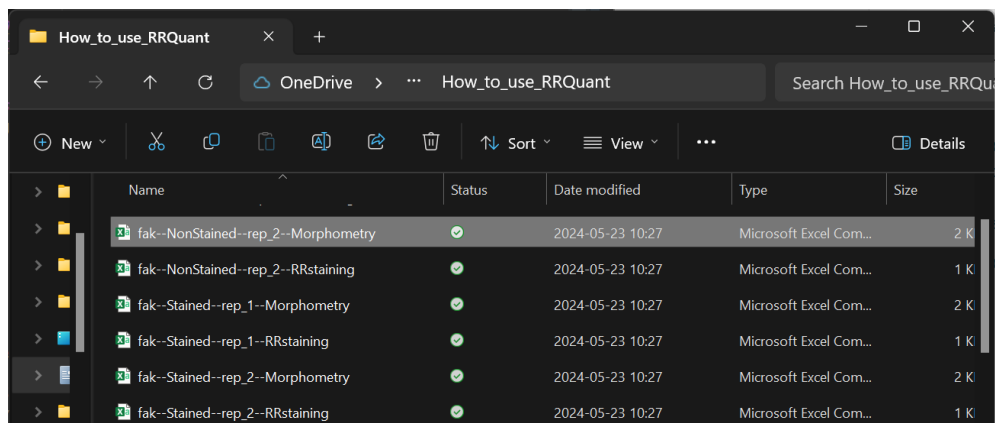 How_to_use_RRQuant
OneDrive > ··· How_to_use_RRQuant Search How_to_use_RRQu
New Sort View ··· Details
Name Status Date modified Type Size
fak--NonStained--rep_2--Morphometry 2024-05-23 10:27 Microsoft Excel Com... 2 K
fak--NonStained--rep_2--RRstaining 2024-05-23 10:27 Microsoft Excel Com... 1 K
fak--Stained--rep_1--Morphometry 2024-05-23 10:27 Microsoft Excel Com... 2 K
fak--Stained--rep_1--RRstaining 2024-05-23 10:27 Microsoft Excel Com... 1 K
fak--Stained--rep_2--Morphometry 2024-05-23 10:27 Microsoft Excel Com... 2 K
fak--Stained--rep_2--RRstaining 2024-05-23 10:27 Microsoft Excel Com... 1 K